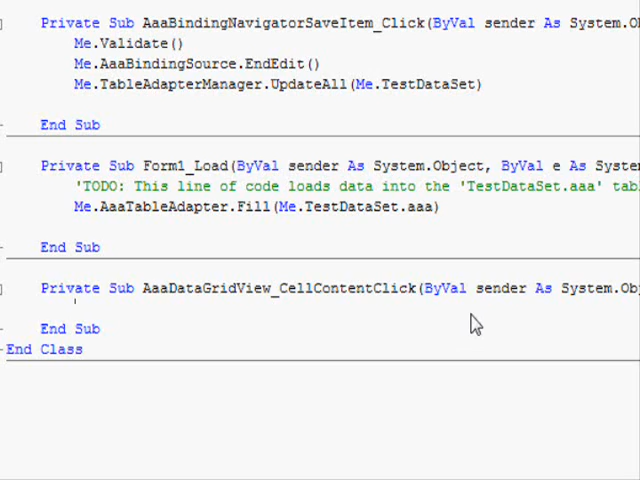 Private Sub AaaBindingNavigatorSaveItem_Click(ByVal sender As System.O
Me.Validate()
Me.AaaBindingSource.EndEdit()
Me.TableAdapterManager.UpdateAll(Me.TestDataSet)
End Sub
Private Sub Form1_Load(ByVal sender As System.Object, ByVal e As System
'TODO: This line of code loads data into the 'TestDataSet.aaa' tab
Me.AaaTableAdapter.Fill(Me.TestDataSet.aaa)
End Sub
Private Sub AaaDataGridView_CellContentClick(ByVal sender As System.Obj
End Sub
End Class